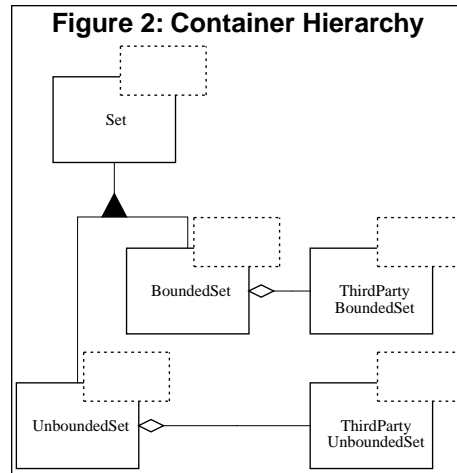 Figure 2: Container Hierarchy
Set
BoundedSet
ThirdParty
BoundedSet
UnboundedSet
ThirdParty
UnboundedSet